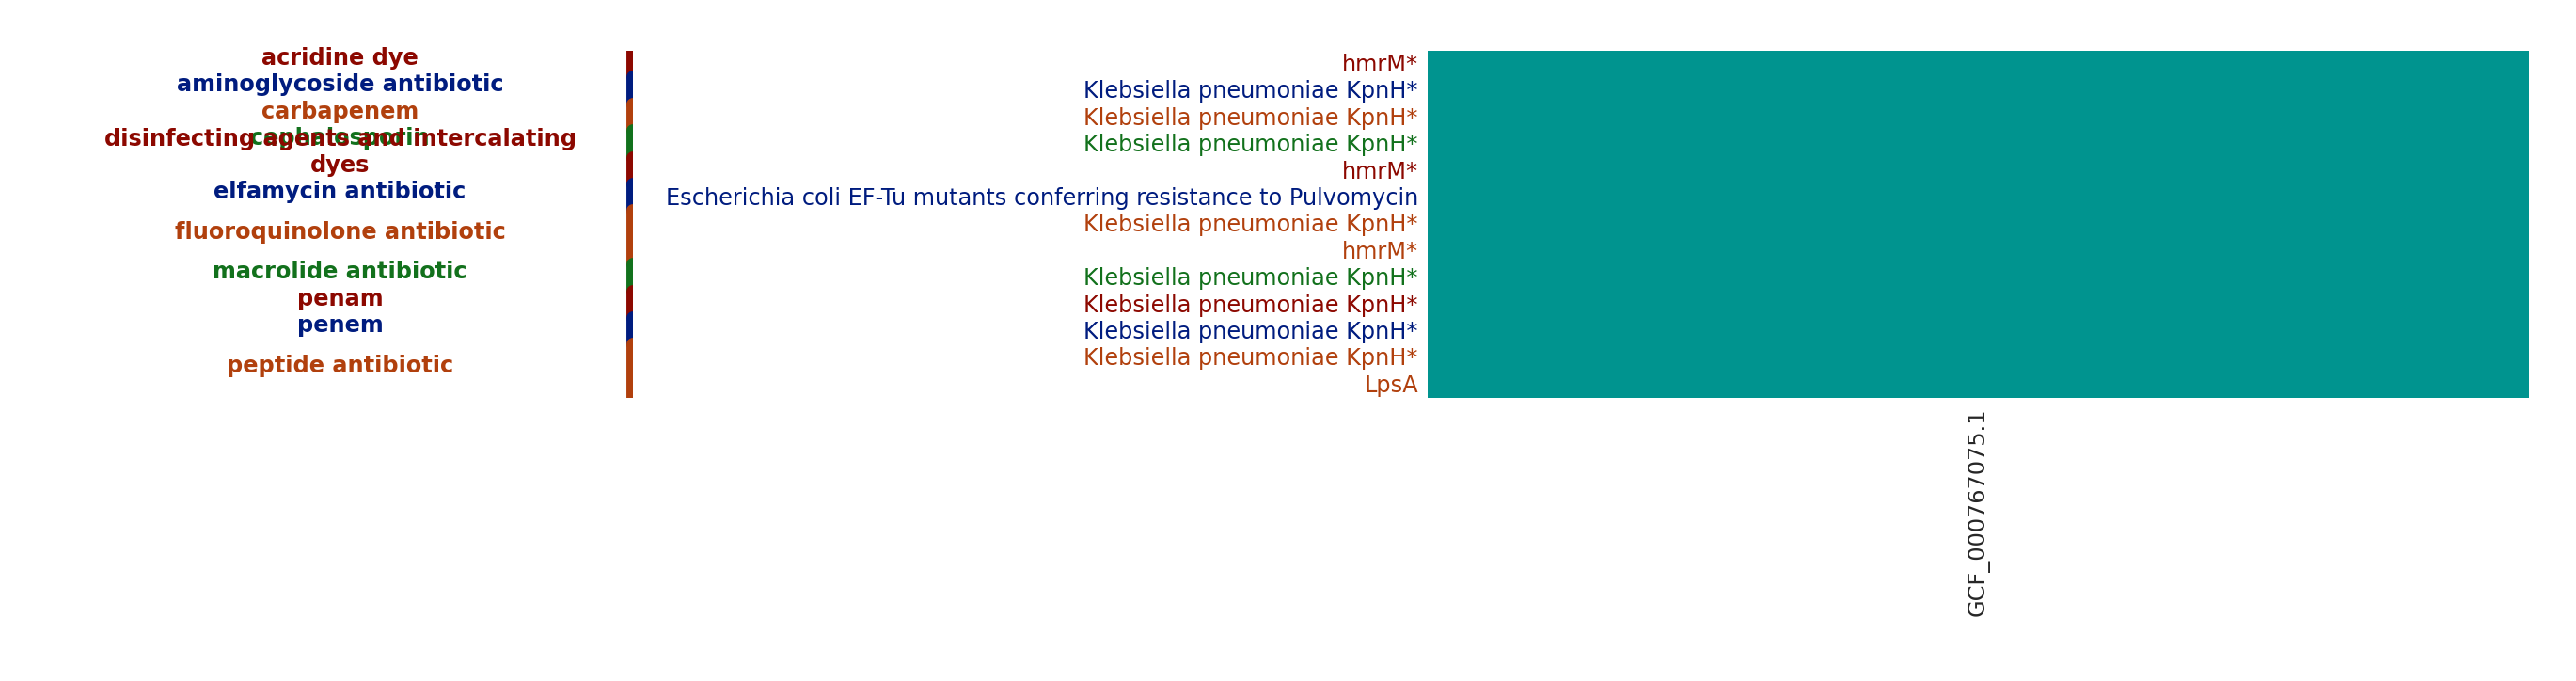 acridine dye
aminoglycoside antibiotic
carbapenem
cephalosporin
disinfecting agents and intercalating
dyes
elfamycin antibiotic
fluoroquinolone antibiotic
macrolide antibiotic
penam
penem
peptide antibiotic
hmrM*
Klebsiella pneumoniae KpnH*
Klebsiella pneumoniae KpnH*
Klebsiella pneumoniae KpnH*
hmrM*
Escherichia coli EF-Tu mutants conferring resistance to Pulvomycin
Klebsiella pneumoniae KpnH*
hmrM*
Klebsiella pneumoniae KpnH*
Klebsiella pneumoniae KpnH*
Klebsiella pneumoniae KpnH*
Klebsiella pneumoniae KpnH*
LpsA
GCF_000767075.1